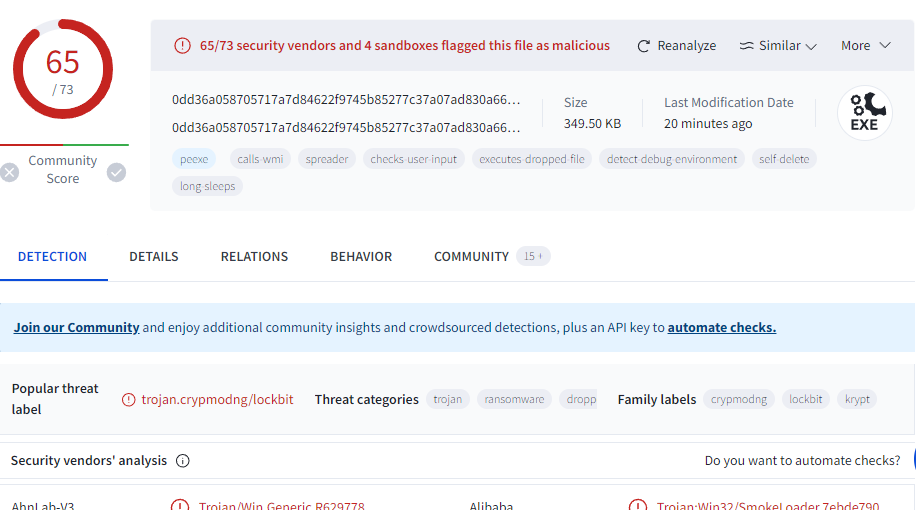 65
/ 73
Community
Score
65/73 security vendors and 4 sandboxes flagged this file as malicious
Reanalyze
Similar
More
0dd36a058705717a7d84622f9745b85277c37a07ad830a66…
0dd36a058705717a7d84622f9745b85277c37a07ad830a66…
Size
349.50 KB
Last Modification Date
20 minutes ago
EXE
peexe calls-wmi spreader checks-user-input executes-dropped-file detect-debug-environment self-delete
long-sleeps
DETECTION DETAILS RELATIONS BEHAVIOR COMMUNITY 15 +
Join our Community and enjoy additional community insights and crowdsourced detections, plus an API key to automate checks.
Popular threat
label
trojan.crypmodng/lockbit
Threat categories trojan ransomware dropp
Family labels crypmodng lockbit krypt
Security vendors' analysis
Do you want to automate checks?
AhnLab-V3 Trojan/Win.Generic.R629778 Alibaba Trojan:Win32/SmokeLoader.7ebde790